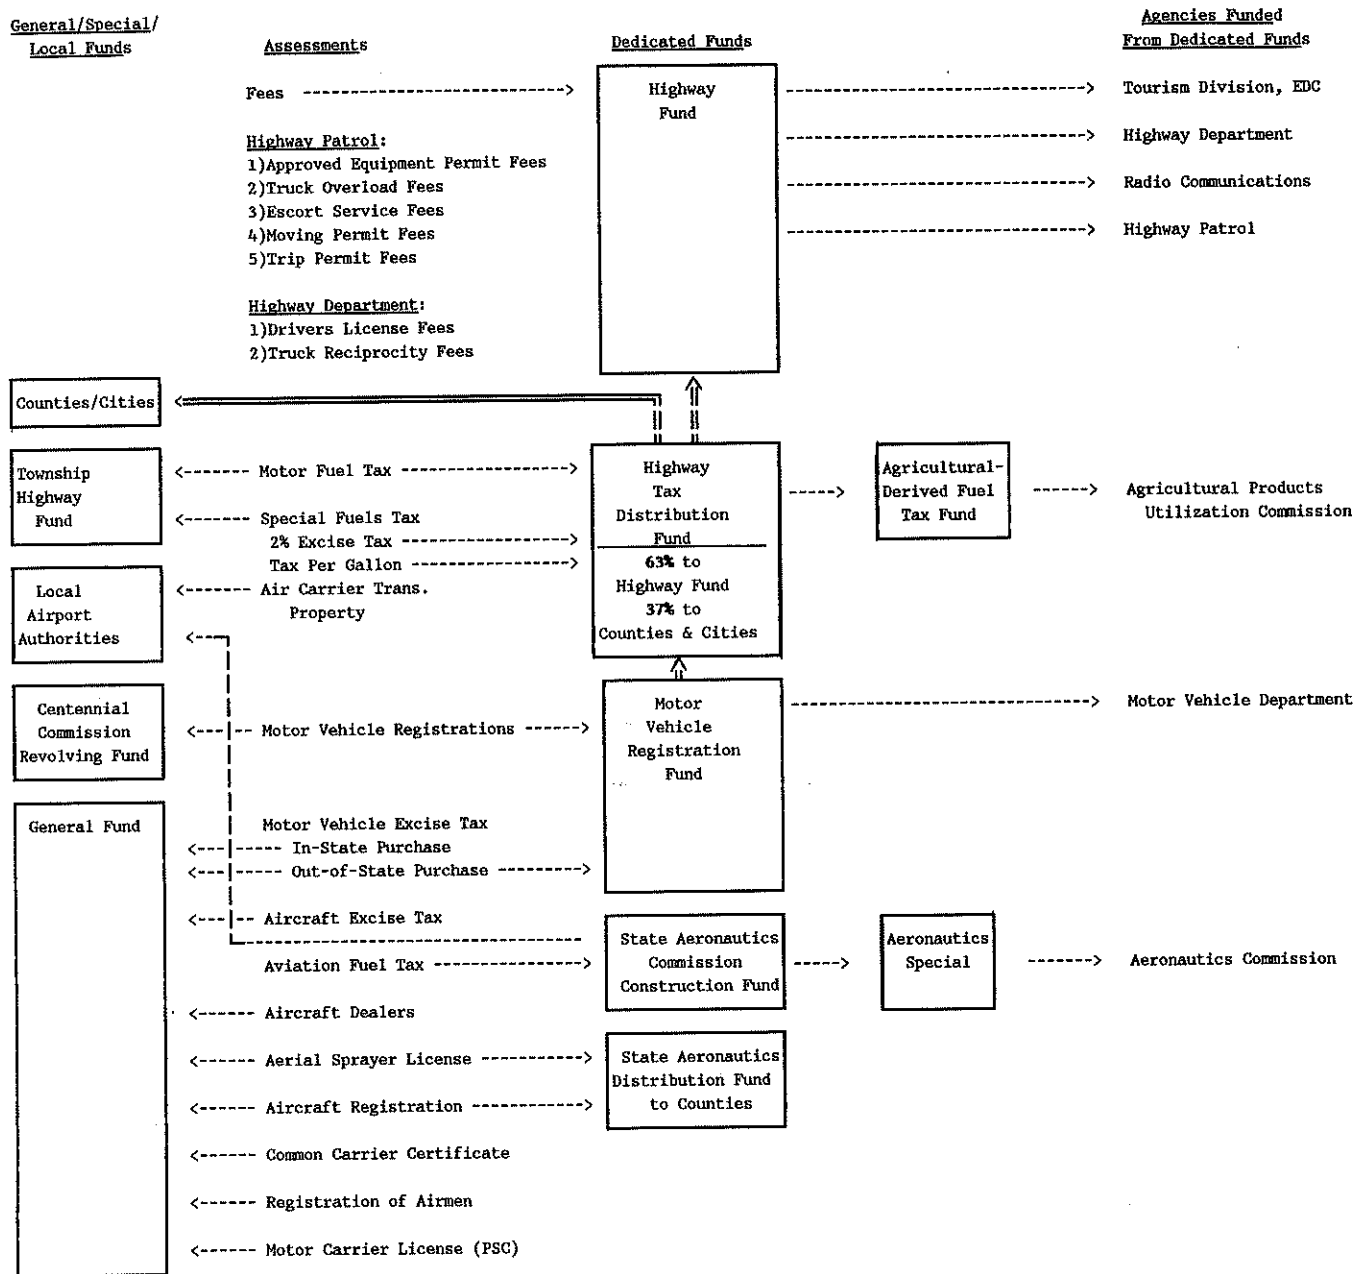 General/Special/
Local Funds
Assessments
Dedicated Funds
Agencies Funded
From Dedicated Funds
Fees
Highway
Fund
Tourism Division, EDC
Highway Department
Radio Communications
Highway Patrol
Highway Patrol:
1)Approved Equipment Permit Fees
2)Truck Overload Fees
3)Escort Service Fees
4)Moving Permit Fees
5)Trip Permit Fees
Highway Department:
1)Drivers License Fees
2)Truck Reciprocity Fees
Counties/Cities
Township
Highway
Fund
Motor Fuel Tax
Special Fuels Tax
2% Excise Tax
Tax Per Gallon
Highway
Tax
Distribution
Fund
63% to
Highway Fund
37% to
Counties & Cities
Agricultural-
Derived Fuel
Tax Fund
Agricultural Products
Utilization Commission
Local
Airport
Authorities
Air Carrier Trans.
Property
Centennial
Commission
Revolving Fund
Motor Vehicle Registrations
Motor
Vehicle
Registration
Fund
Motor Vehicle Department
General Fund
Motor Vehicle Excise Tax
In-State Purchase
Out-of-State Purchase
Aircraft Excise Tax
Aviation Fuel Tax
State Aeronautics
Commission
Construction Fund
Aeronautics
Special
Aeronautics Commission
Aircraft Dealers
Aerial Sprayer License
Aircraft Registration
State Aeronautics
Distribution Fund
to Counties
Common Carrier Certificate
Registration of Airmen
Motor Carrier License (PSC)